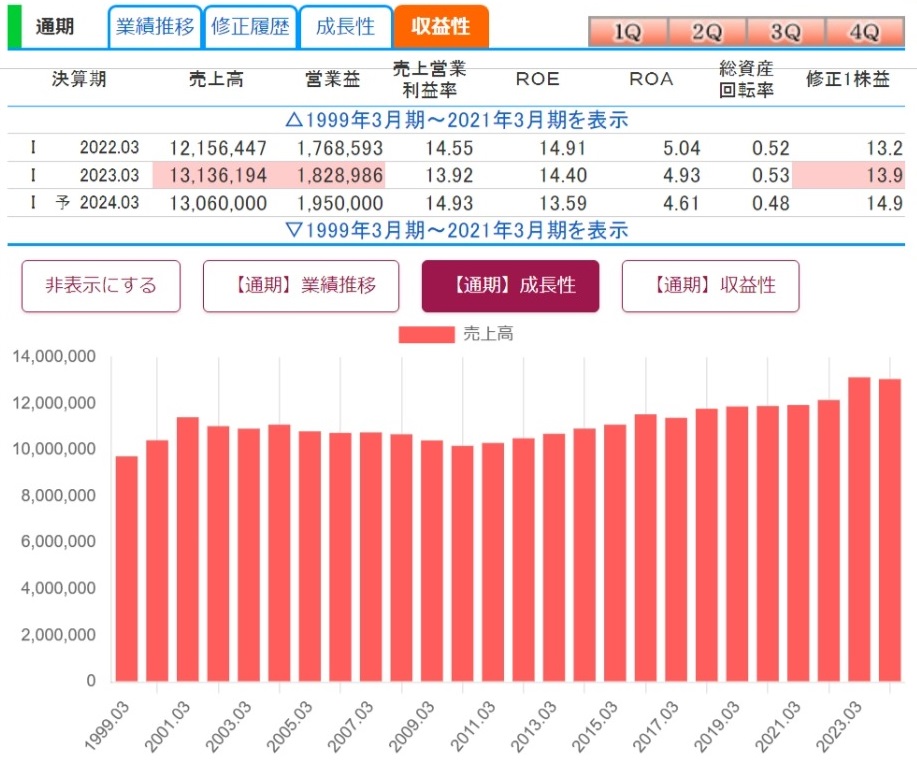 通期 業績推移 修正履歴 成長性 収益性 1Q 2Q 3Q 4Q
決算期 売上高 営業益 売上営業利益率 ROE ROA 総資産回転率 修正1株益
△1999年3月期～2021年3月期を表示
I 2022.03 12,156,447 1,768,593 14.55 14.91 5.04 0.52 13.2
I 2023.03 13,136,194 1,828,986 13.92 14.40 4.93 0.53 13.9
I 予 2024.03 13,060,000 1,950,000 14.93 13.59 4.61 0.48 14.9
▽1999年3月期～2021年3月期を表示
非表示にする 【通期】業績推移 【通期】成長性 【通期】収益性
売上高
14,000,000
12,000,000
10,000,000
8,000,000
6,000,000
4,000,000
2,000,000
0
1999.03 2001.03 2003.03 2005.03 2007.03 2009.03 2011.03 2013.03 2015.03 2017.03 2019.03 2021.03 2023.03